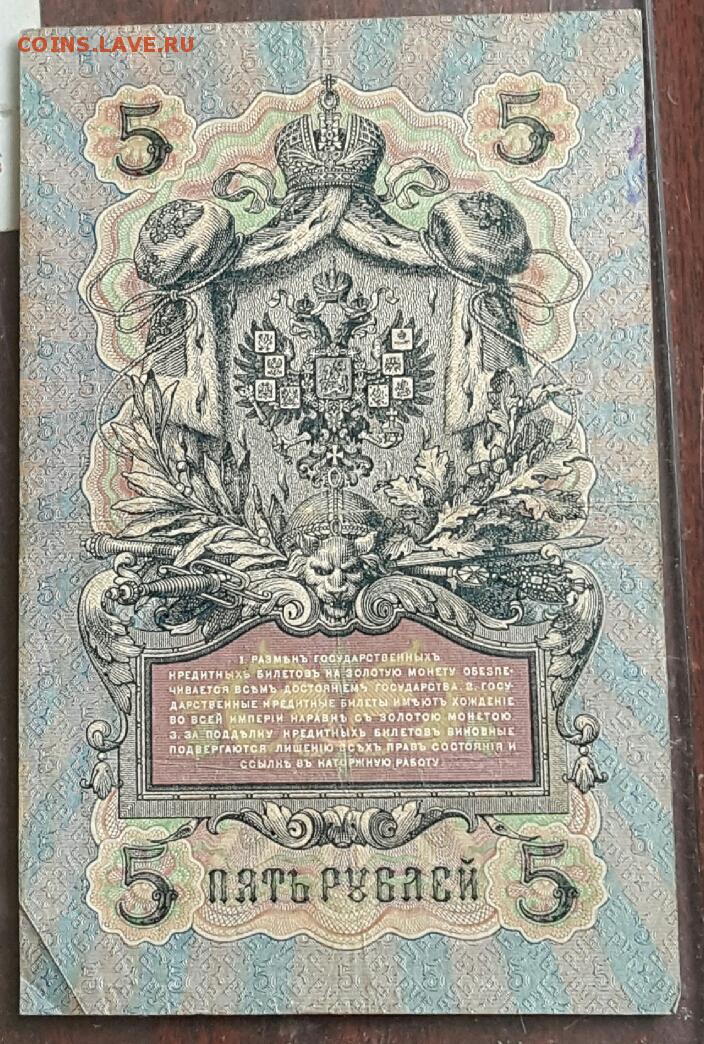 COINS.LAVE.RU
5 5
1. РАЗМѢНЪ ГОСУДАРСТВЕННЫХЪ
КРЕДИТНЫХЪ БИЛЕТОВЪ НА ЗОЛОТУЮ МОНЕТУ ОБЕЗПЕ-
ЧИВАЕТСЯ ВСѢМЪ ДОСТОЯНІЕМЪ ГОСУДАРСТВА. 2. ГОСУ-
ДАРСТВЕННЫЕ КРЕДИТНЫЕ БИЛЕТЫ ИМѢЮТЪ ХОЖДЕНІЕ
ВО ВСЕЙ ИМПЕРІИ НАРАВНѢ СЪ ЗОЛОТОЮ МОНЕТОЮ.
3. ЗА ПОДДѢЛКУ КРЕДИТНЫХЪ БИЛЕТОВЪ ВИНОВНЫЕ
ПОДВЕРГАЮТСЯ ЛИШЕНІЮ ВСѢХЪ ПРАВЪ СОСТОЯНІЯ И
ССЫЛКѢ ВЪ КАТОРЖНУЮ РАБОТУ
5 ПЯТЬ РУБЛЕЙ 5